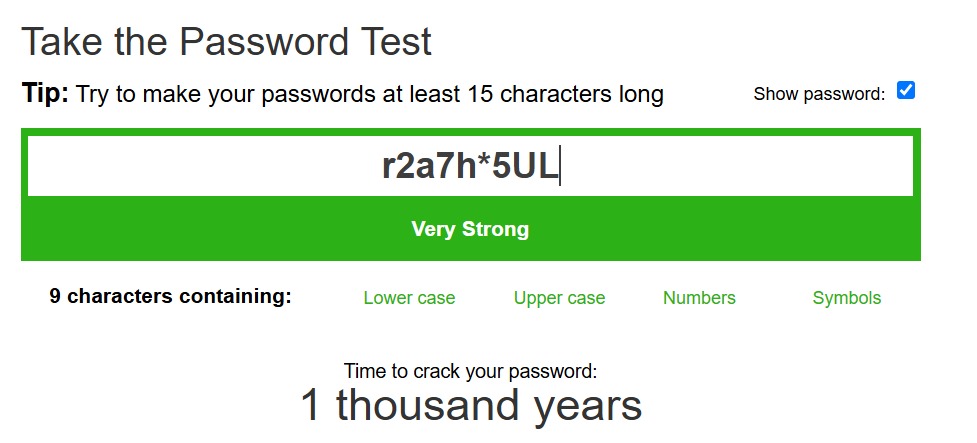 Take the Password Test
Tip: Try to make your passwords at least 15 characters long Show password:
r2a7h*5UL
Very Strong
9 characters containing: Lower case Upper case Numbers Symbols
Time to crack your password:
1 thousand years